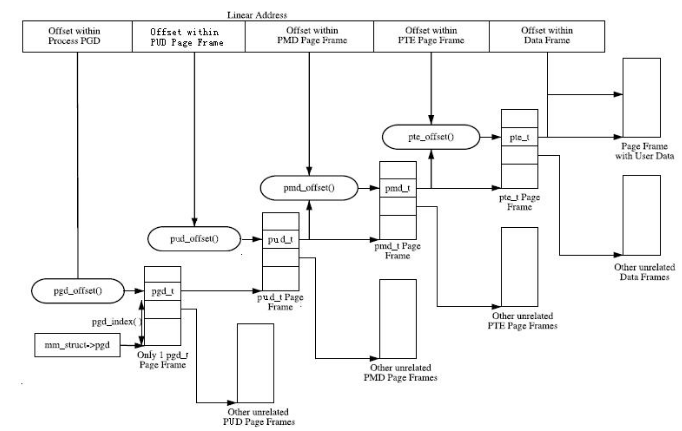 Linear Address
Offset within
Process PGD
Offset within
PUD Page Frame
Offset within
PMD Page Frame
Offset within
PTE Page Frame
Offset within
Data Frame
pte_offset()
pte_t
Page Frame
with User Data
pmd_offset()
pmd_t
pte_t Page
Frame
pud_offset()
pud_t
pmd_t Page
Frame
Other unrelated
Data Frames
pgd_offset()
pgd_t
pud_t Page
Frame
Other unrelated
PTE Page Frames
pgd_index( )
mm_struct->pgd
Only 1 pgd_t
Page Frame
Other unrelated
PMD Page Frames
Other unrelated
PUD Page Frames